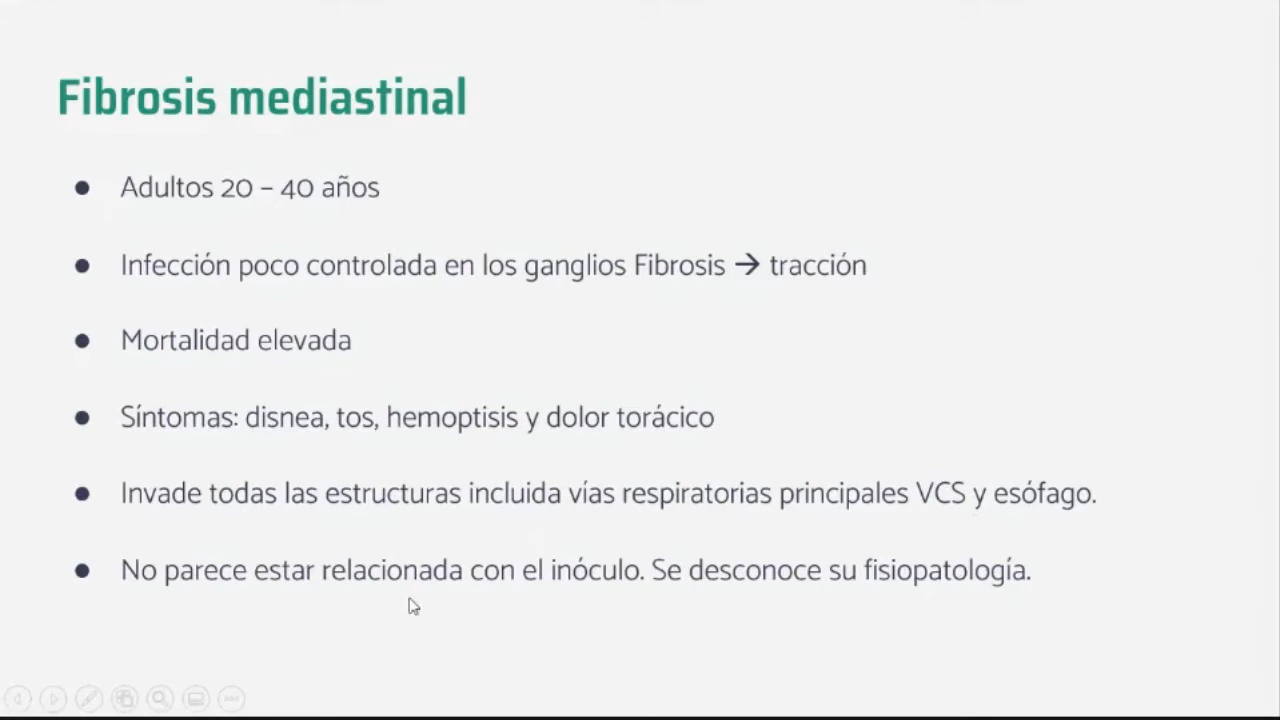 Fibrosis mediastinal
● Adultos 20 – 40 años
● Infección poco controlada en los ganglios Fibrosis → tracción
● Mortalidad elevada
● Síntomas: disnea, tos, hemoptisis y dolor torácico
● Invade todas las estructuras incluida vías respiratorias principales VCS y esófago.
● No parece estar relacionada con el inóculo. Se desconoce su fisiopatología.